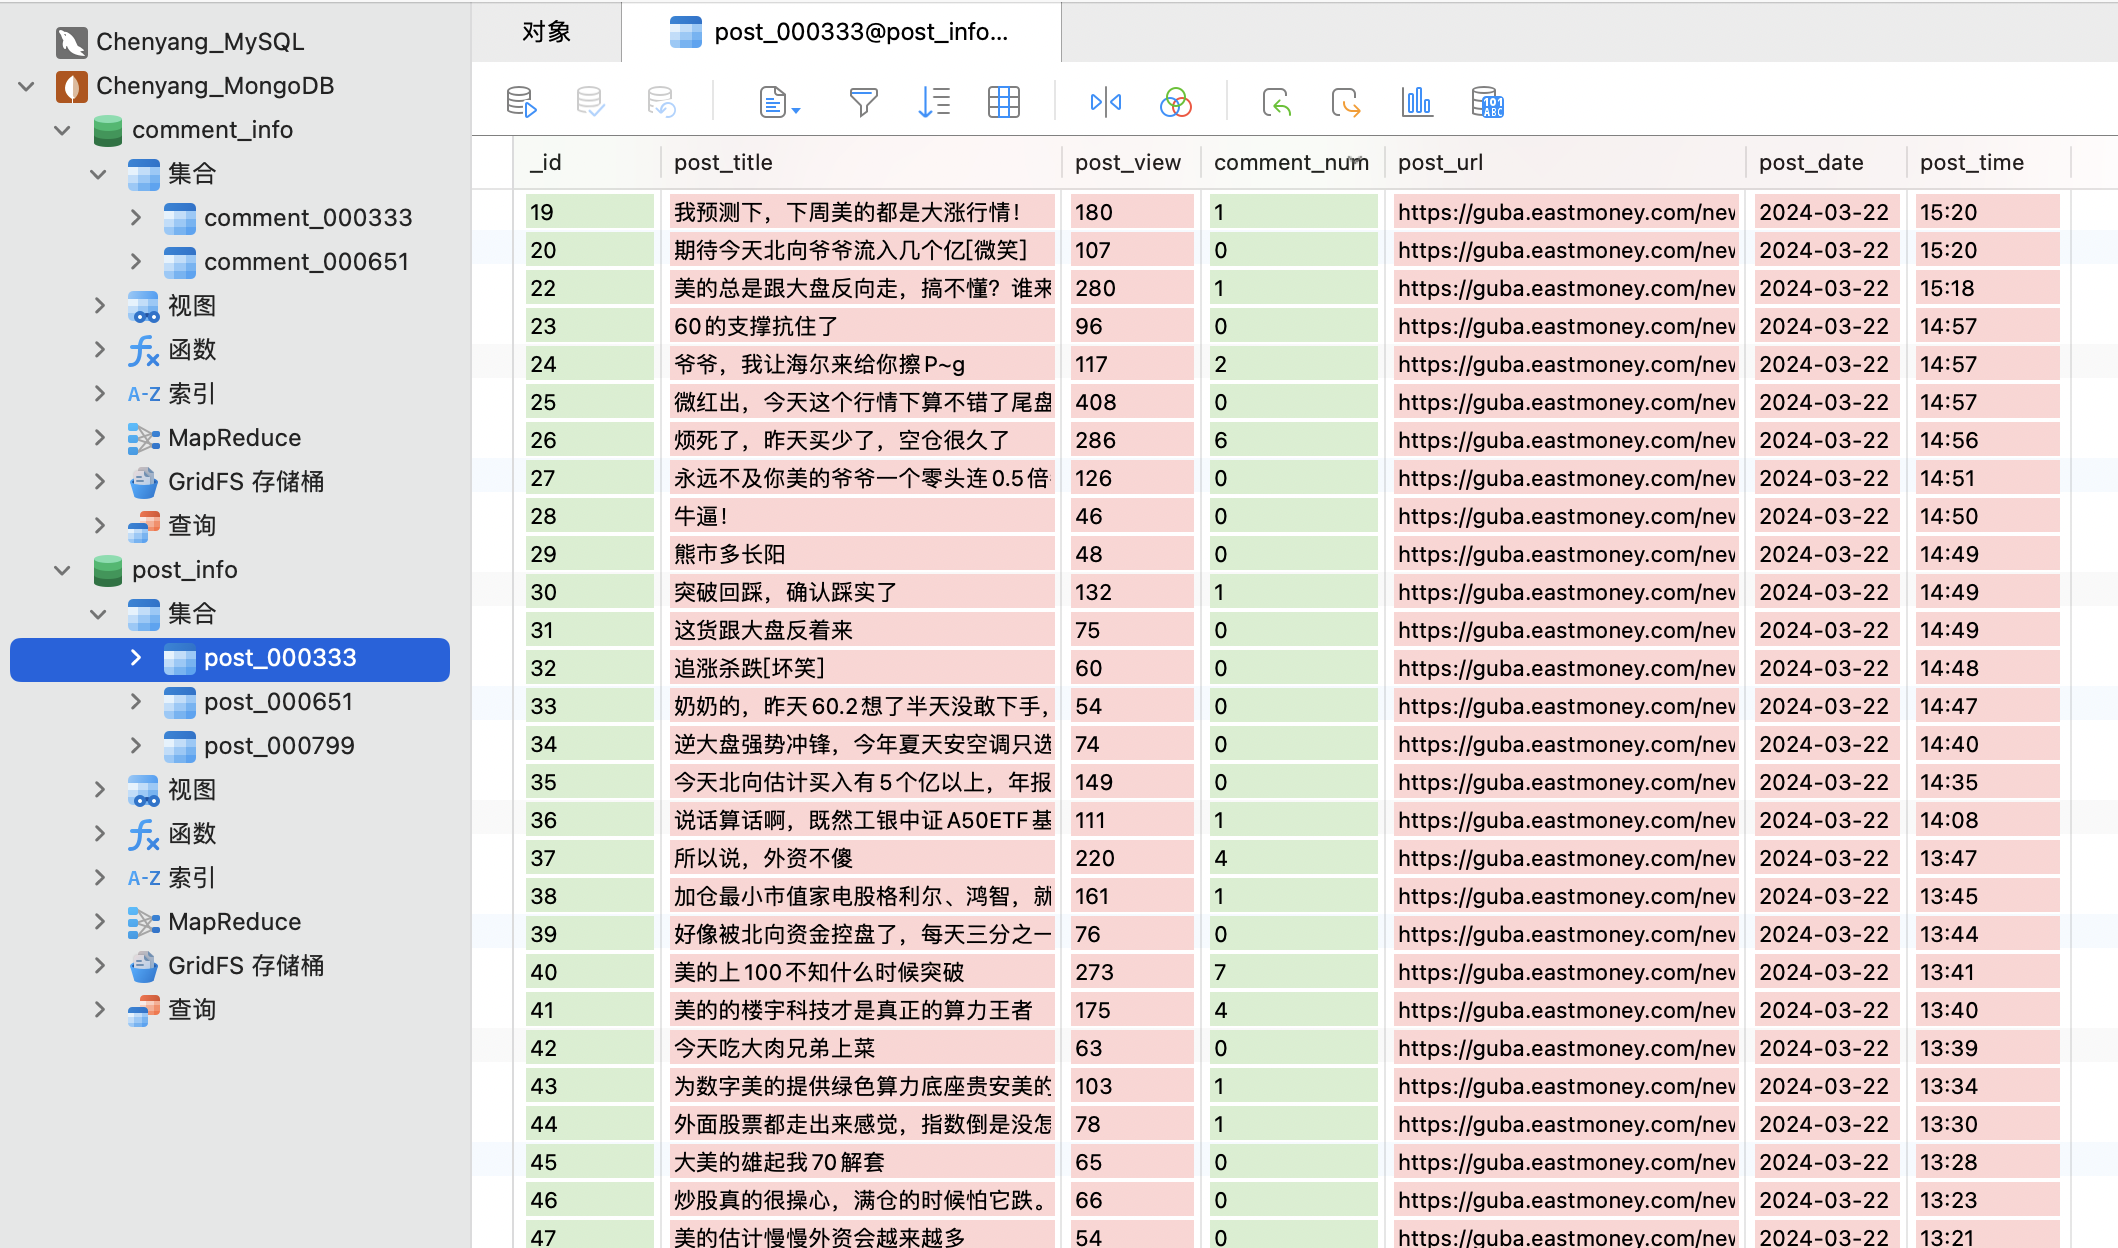 Chenyang_MySQL
Chenyang_MongoDB
comment_info
集合
comment_000333
comment_000651
视图
函数
A-Z 索引
MapReduce
GridFS 存储桶
查询
post_info
集合
post_000333
post_000651
post_000799
视图
函数
A-Z 索引
MapReduce
GridFS 存储桶
查询
对象 post_000333@post_info...
_id post_title post_view comment_num post_url post_date post_time
19 我预测下，下周美的都是大涨行情！ 180 1 https://guba.eastmoney.com/new 2024-03-22 15:20
20 期待今天北向爷爷流入几个亿[微笑] 107 0 https://guba.eastmoney.com/new 2024-03-22 15:20
22 美的总是跟大盘反向走，搞不懂？谁来 280 1 https://guba.eastmoney.com/new 2024-03-22 15:18
23 60的支撑抗住了 96 0 https://guba.eastmoney.com/new 2024-03-22 14:57
24 爷爷，我让海尔来给你擦P~g 117 2 https://guba.eastmoney.com/new 2024-03-22 14:57
25 微红出，今天这个行情下算不错了尾盘 408 0 https://guba.eastmoney.com/new 2024-03-22 14:57
26 烦死了，昨天买少了，空仓很久了 286 6 https://guba.eastmoney.com/new 2024-03-22 14:56
27 永远不及你美的爷爷一个零头连0.5倍 126 0 https://guba.eastmoney.com/new 2024-03-22 14:51
28 牛逼！ 46 0 https://guba.eastmoney.com/new 2024-03-22 14:50
29 熊市多长阳 48 0 https://guba.eastmoney.com/new 2024-03-22 14:49
30 突破回踩，确认踩实了 132 1 https://guba.eastmoney.com/new 2024-03-22 14:49
31 这货跟大盘反着来 75 0 https://guba.eastmoney.com/new 2024-03-22 14:49
32 追涨杀跌[坏笑] 60 0 https://guba.eastmoney.com/new 2024-03-22 14:48
33 奶奶的，昨天60.2想了半天没敢下手， 54 0 https://guba.eastmoney.com/new 2024-03-22 14:47
34 逆大盘强势冲锋，今年夏天安空调只选 74 0 https://guba.eastmoney.com/new 2024-03-22 14:40
35 今天北向估计买入有5个亿以上，年报 149 0 https://guba.eastmoney.com/new 2024-03-22 14:35
36 说话算话啊，既然工银中证A50ETF基 111 1 https://guba.eastmoney.com/new 2024-03-22 14:08
37 所以说，外资不傻 220 4 https://guba.eastmoney.com/new 2024-03-22 13:47
38 加仓最小市值家电股格利尔、鸿智，就 161 1 https://guba.eastmoney.com/new 2024-03-22 13:45
39 好像被北向资金控盘了，每天三分之一 76 0 https://guba.eastmoney.com/new 2024-03-22 13:44
40 美的上100不知什么时候突破 273 7 https://guba.eastmoney.com/new 2024-03-22 13:41
41 美的的楼宇科技才是真正的算力王者 175 4 https://guba.eastmoney.com/new 2024-03-22 13:40
42 今天吃大肉兄弟上菜 63 0 https://guba.eastmoney.com/new 2024-03-22 13:39
43 为数字美的提供绿色算力底座贵安美的 103 1 https://guba.eastmoney.com/new 2024-03-22 13:34
44 外面股票都走出来感觉，指数倒是没怎 78 1 https://guba.eastmoney.com/new 2024-03-22 13:30
45 大美的雄起我70解套 65 0 https://guba.eastmoney.com/new 2024-03-22 13:28
46 炒股真的很操心，满仓的时候怕它跌。 66 0 https://guba.eastmoney.com/new 2024-03-22 13:23
47 美的估计慢慢外资会越来越多 54 0 https://guba.eastmoney.com/new 2024-03-22 13:21